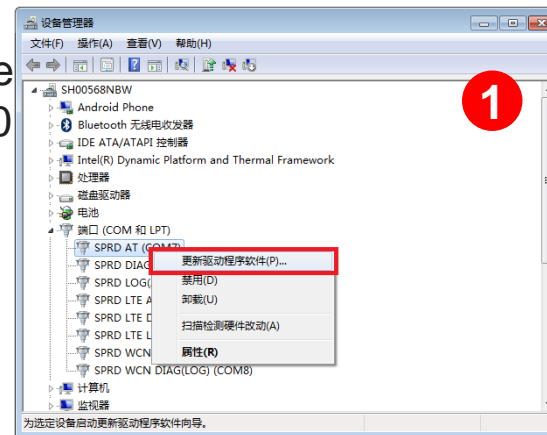 设备管理器
文件(F) 操作(A) 查看(V) 帮助(H)
e
0
1
SH00568NBW
Android Phone
Bluetooth 无线电收发器
IDE ATA/ATAPI 控制器
Intel(R) Dynamic Platform and Thermal Framework
处理器
磁盘驱动器
电池
端口 (COM 和 LPT)
SPRD AT (COM7)
SPRD DIAG
SPRD LOG(
SPRD LTE A
SPRD LTE D
SPRD LTE L
SPRD WCN
SPRD WCN DIAG(LOG) (COM8)
计算机
监视器
更新驱动程序软件(P)...
禁用(D)
卸载(U)
扫描检测硬件改动(A)
属性(R)
为选定设备启动更新驱动程序软件向导。